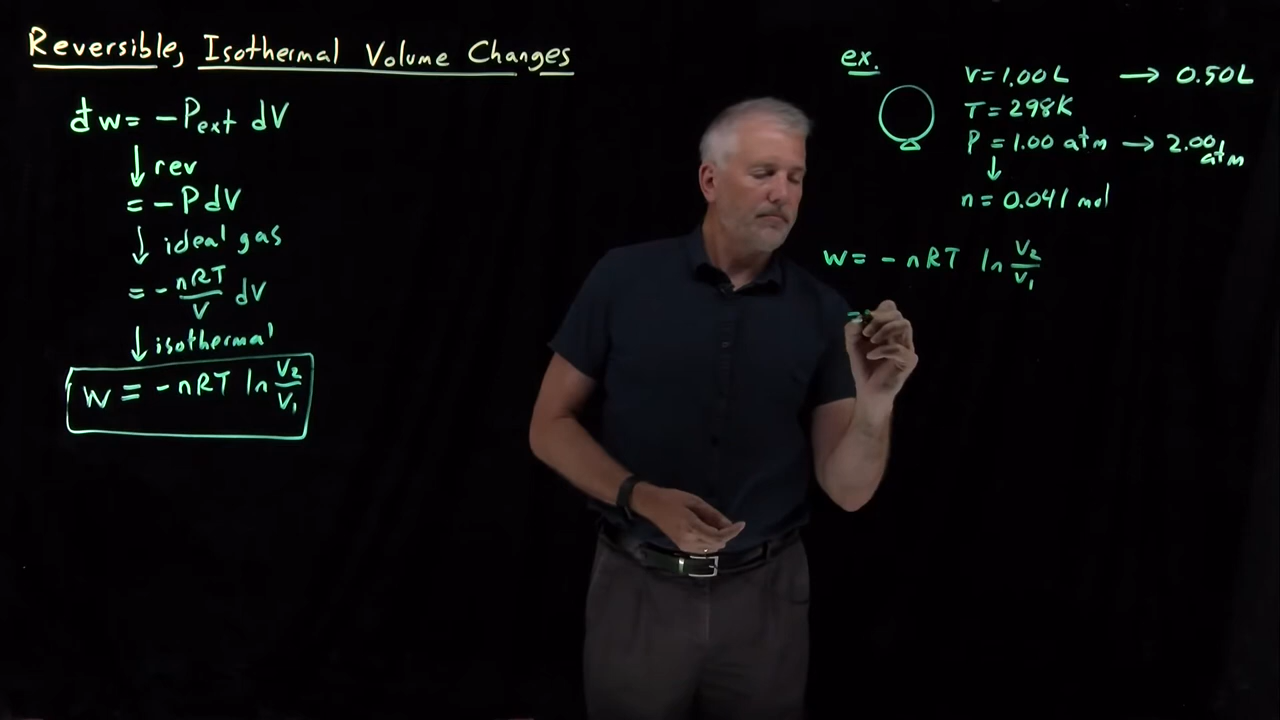 Reversible, Isothermal Volume Changes
đw = -Pext dV
↓ rev
= -P dV
↓ ideal gas
= - nRT/V dV
↓ isothermal
w = -nRT ln V2/V1
ex.
V = 1.00 L → 0.50 L
T = 298 K
P = 1.00 atm → 2.00 atm
↓
n = 0.041 mol
w = - nRT ln V2/V1
=